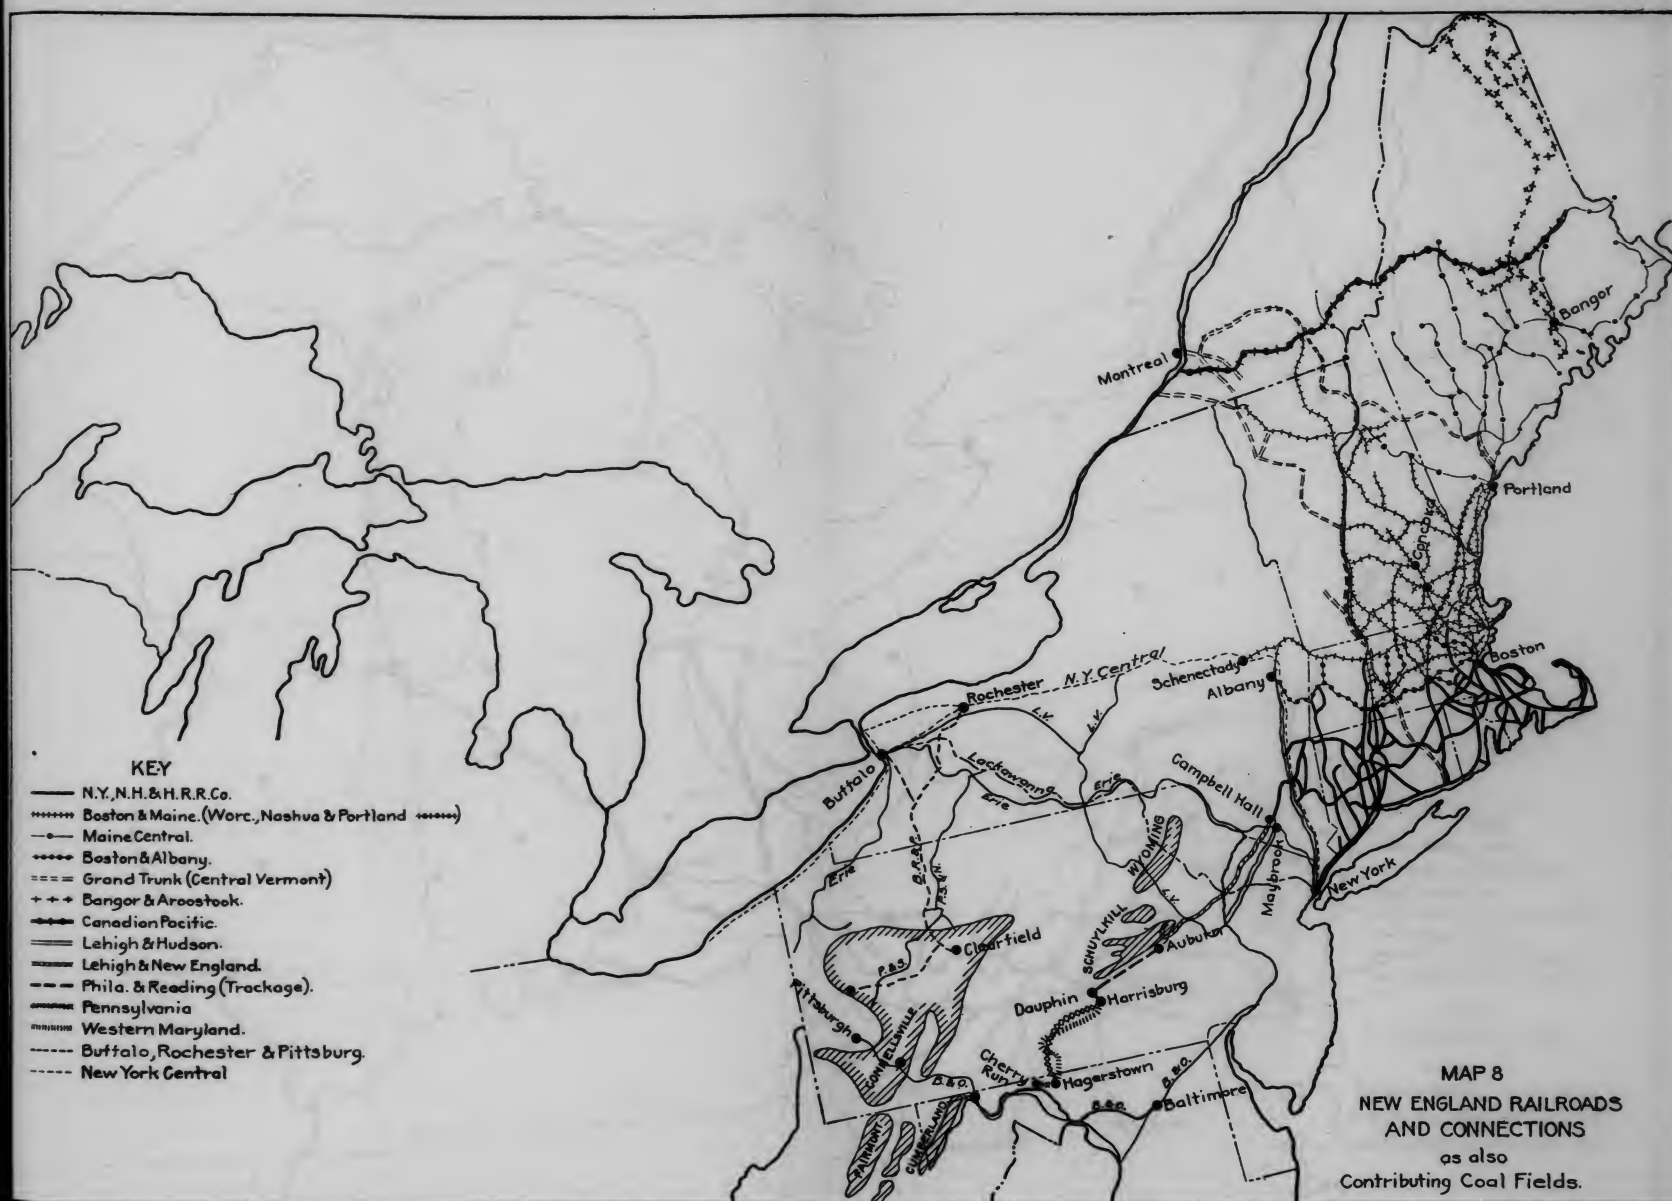 Bangor
Montreal
Portland
Concord
Boston
N.Y. Central
Schenectady
Albany
Rochester
L.V.
L.V.
Buffalo
Lackawanna
Erie
Erie
Campbell Hall
Erie
B.R.&P.
P.S.&N.
WYOMING
L.V.
Maybrook
New York
Clearfield
SCHUYLKILL
Auburn
P.&S.
Pittsburgh
Dauphin
Harrisburg
CONNELLSVILLE
Cherry Run
Hagerstown
B.&O.
B.&O.
B.&O.
Baltimore
FAIRMONT
CUMBERLAND
KEY
N.Y., N.H.& H.R.R.Co.
Boston & Maine. (Worc., Nashua & Portland )
Maine Central.
Boston & Albany.
Grand Trunk (Central Vermont)
Bangor & Aroostook.
Canadian Pacific.
Lehigh & Hudson.
Lehigh & New England.
Phila. & Reading (Trackage).
Pennsylvania
Western Maryland.
Buffalo, Rochester & Pittsburg.
New York Central
MAP 8
NEW ENGLAND RAILROADS
AND CONNECTIONS
as also
Contributing Coal Fields.